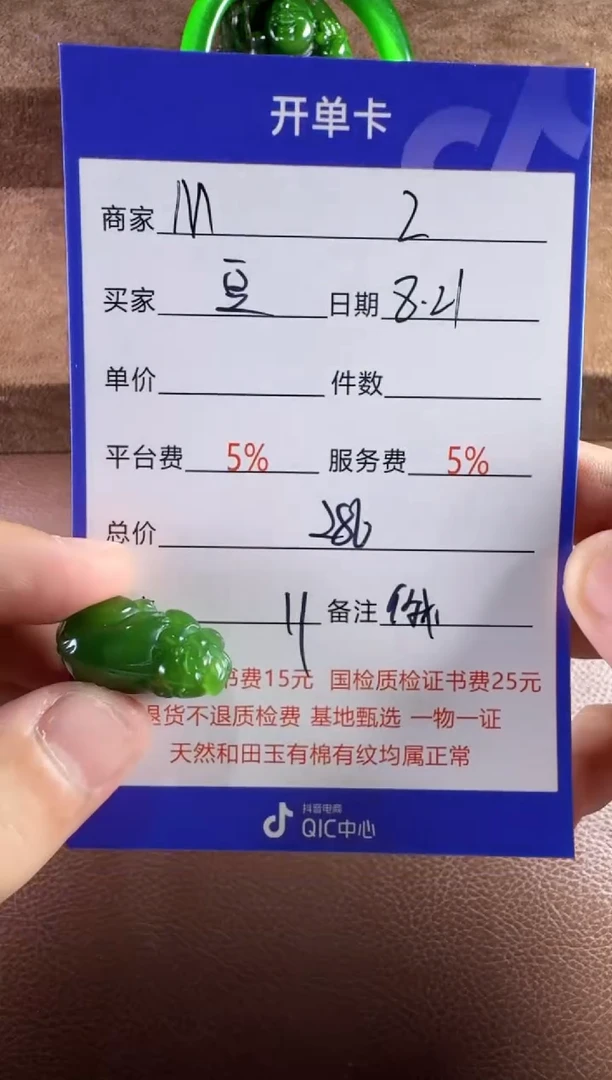 开单卡
商家 M 2
买家 豆 日期 8.21
单价 件数
平台费 5% 服务费 5%
总价 286
11 备注
书费15元 国检质检证书费25元
退货不退质检费 基地甄选 一物一证
天然和田玉有棉有纹均属正常
抖音电商
QIC中心